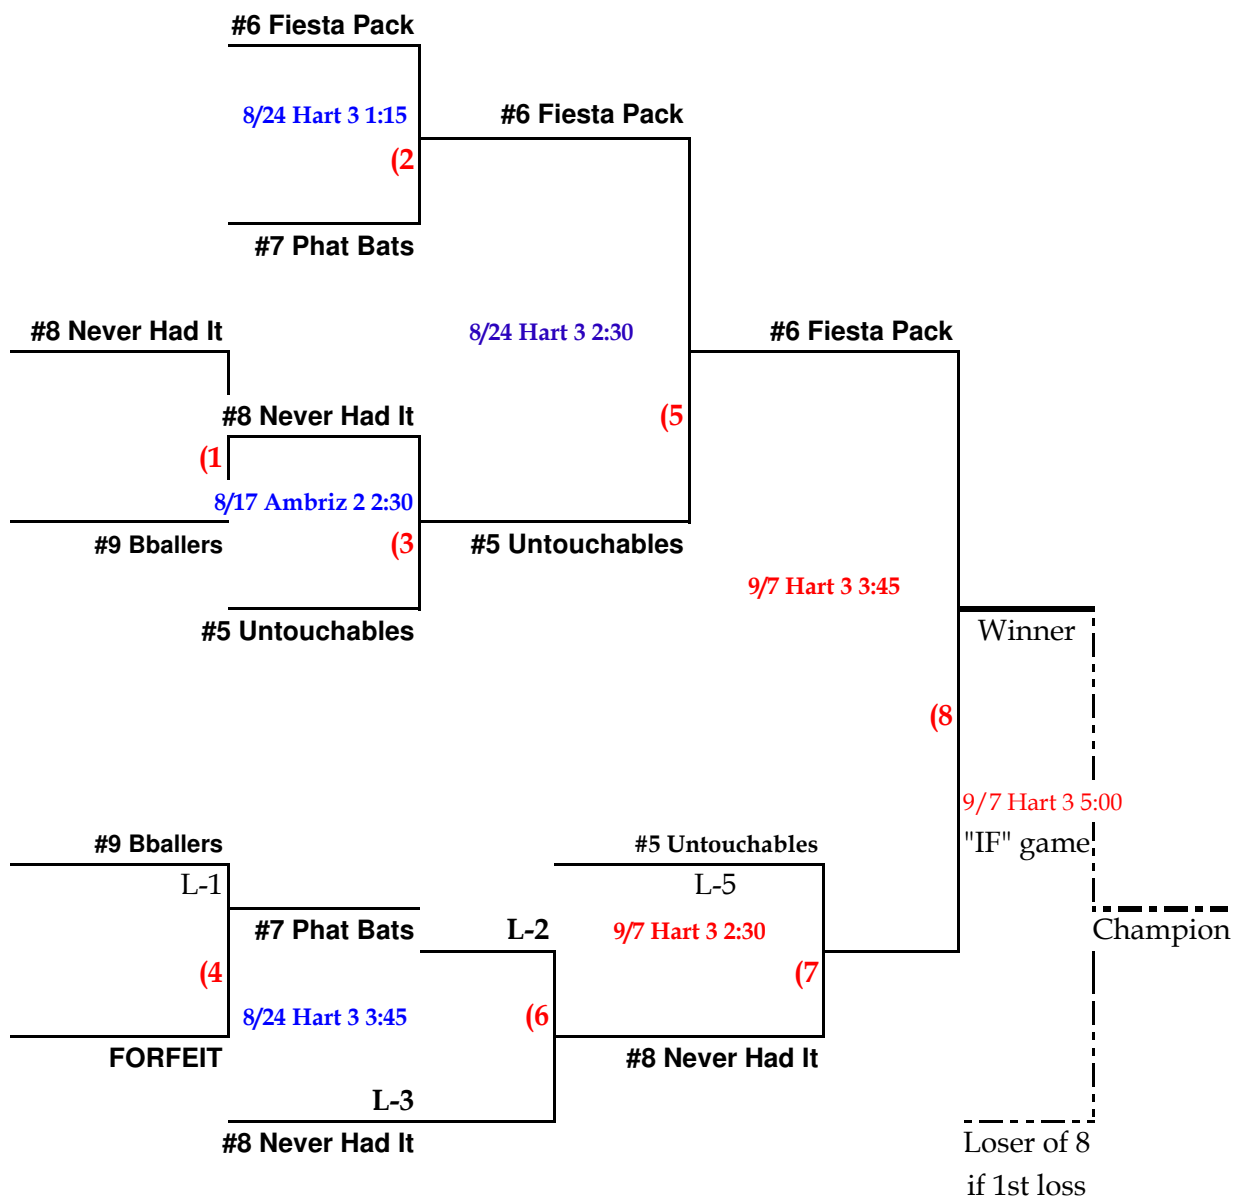 #6 Fiesta Pack
8/24 Hart 3 1:15
#6 Fiesta Pack
(2
#7 Phat Bats
#8 Never Had It
8/24 Hart 3 2:30
#6 Fiesta Pack
#8 Never Had It
(5
(1
8/17 Ambriz 2 2:30
#9 Bballers
(3
#5 Untouchables
9/7 Hart 3 3:45
#5 Untouchables
Winner
(8
9/7 Hart 3 5:00
#9 Bballers
#5 Untouchables
"IF" game
L-1
L-5
#7 Phat Bats
L-2
9/7 Hart 3 2:30
Champion
(4
(7
8/24 Hart 3 3:45
(6
FORFEIT
#8 Never Had It
L-3
#8 Never Had It
Loser of 8
if 1st loss